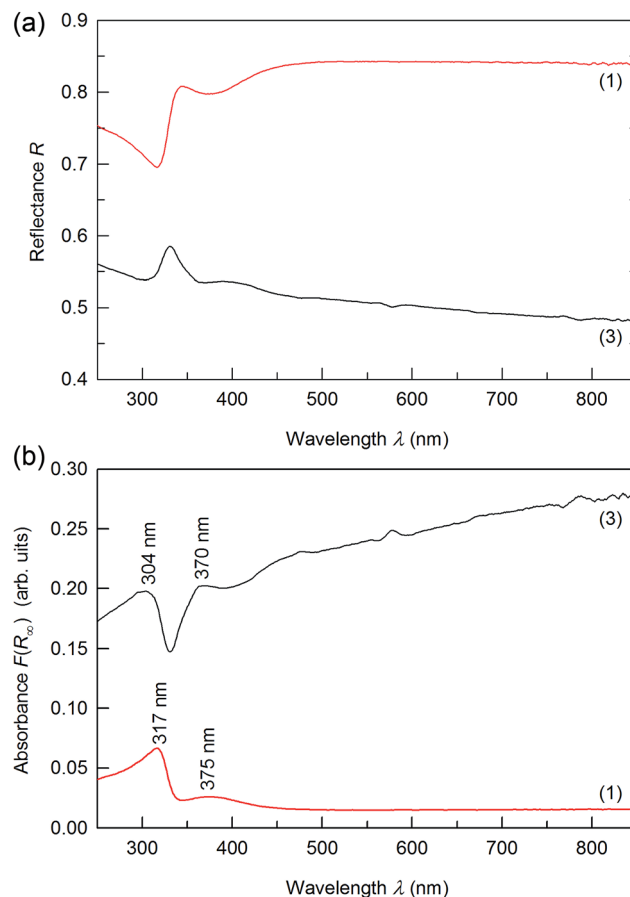 (a)
0.9
0.8
0.7
0.6
0.5
0.4
Reflectance R
(1)
(3)
300 400 500 600 700 800
Wavelength λ (nm)
(b)
0.30
0.25
0.20
0.15
0.10
0.05
0.00
Absorbance F(R∞) (arb. uits)
304 nm
370 nm
(3)
317 nm
375 nm
(1)
300 400 500 600 700 800
Wavelength λ (nm)